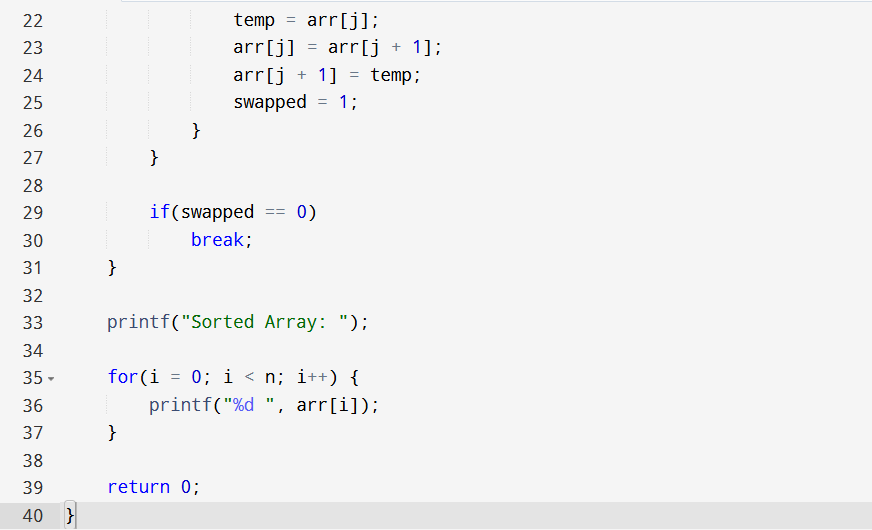 22                temp = arr[j];
23                arr[j] = arr[j + 1];
24                arr[j + 1] = temp;
25                swapped = 1;
26            }
27        }
28
29        if(swapped == 0)
30            break;
31    }
32
33    printf("Sorted Array: ");
34
35    for(i = 0; i < n; i++) {
36        printf("%d ", arr[i]);
37    }
38
39    return 0;
40 }